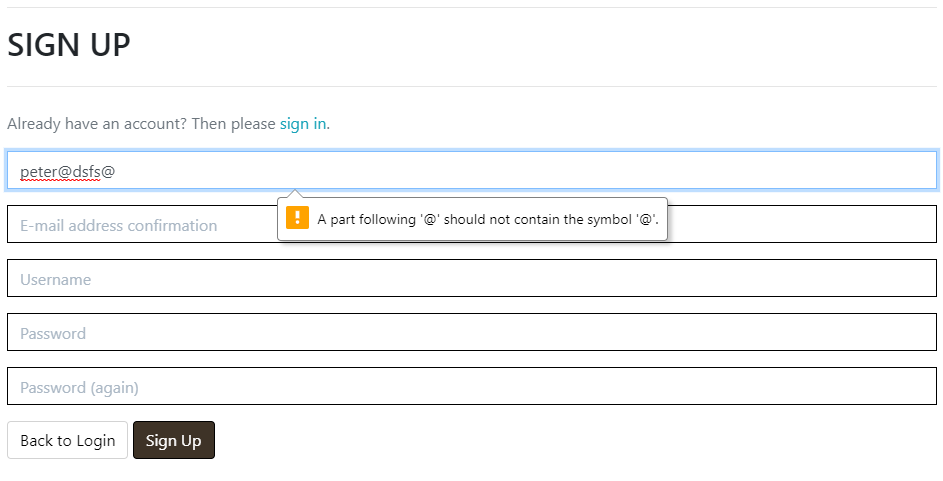 SIGN UP
Already have an account? Then please sign in.
peter@dsfs@
! A part following '@' should not contain the symbol '@'.
E-mail address confirmation
Username
Password
Password (again)
Back to Login
Sign Up